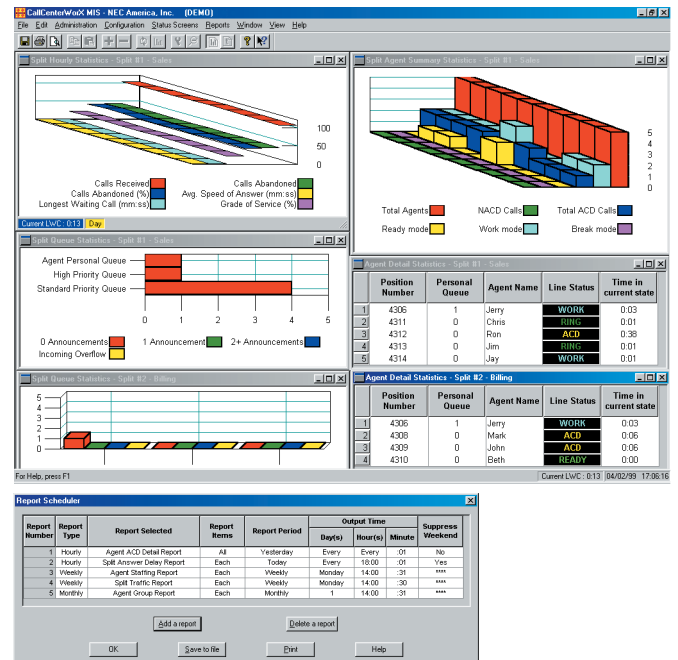 CallCenterWorX MIS - NEC America, Inc. (DEMO)
File Edit Administration Configuration Status Screens Reports Window View Help
Split Hourly Statistics - Split #1 - Sales
100
50
0
Calls Received
Calls Abandoned
Calls Abandoned (%)
Avg. Speed of Answer (mm:ss)
Longest Waiting Call (mm:ss)
Grade of Service (%)
Current LWC : 0:13 Day
Split Agent Summary Statistics - Split #1 - Sales
5
4
3
2
1
0
Total Agents
NACD Calls
Total ACD Calls
Ready mode
Work mode
Break mode
Split Queue Statistics - Split #1 - Sales
Agent Personal Queue
High Priority Queue
Standard Priority Queue
0 1 2 3 4 5
0 Announcements
1 Announcement
2+ Announcements
Incoming Overflow
Agent Detail Statistics - Split #1 - Sales
Position Number Personal Queue Agent Name Line Status Time in current state
1 4306 1 Jerry WORK 0:03
2 4311 0 Chris RING 0:01
3 4312 0 Ron ACD 0:38
4 4313 0 Jim RING 0:01
5 4314 0 Jay WORK 0:01
Split Queue Statistics - Split #2 - Billing
5
4
3
2
1
0
Agent Detail Statistics - Split #2 - Billing
Position Number Personal Queue Agent Name Line Status Time in current state
1 4306 1 Jerry WORK 0:03
2 4308 0 Mark ACD 0:06
3 4309 0 John ACD 0:06
4 4310 0 Beth READY 0:00
For Help, press F1
Current LWC : 0:13 04/02/99 17:06:16
Report Scheduler
Report Number Report Type Report Selected Report Items Report Period Output Time Day(s) Hour(s) Minute Suppress Weekend
1 Hourly Agent ACD Detail Report All Yesterday Every Every :01 No
2 Hourly Split Answer Delay Report Each Today Every 18:00 :01 Yes
3 Weekly Agent Staffing Report Each Weekly Monday 14:00 :31 ****
4 Weekly Split Traffic Report Each Weekly Monday 14:00 :30 ****
5 Monthly Agent Group Report Each Monthly 1 14:00 :31 ****
Add a report
Delete a report
OK
Save to file
Print
Help